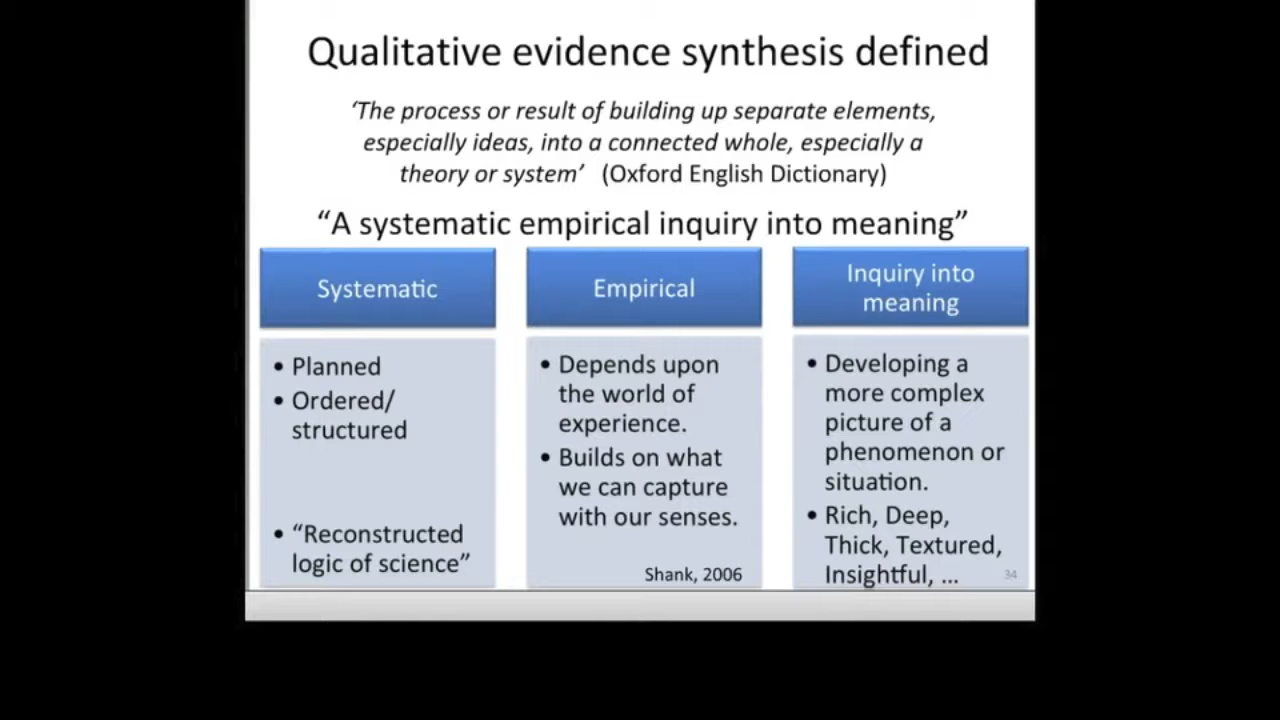 Qualitative evidence synthesis defined
‘The process or result of building up separate elements,
especially ideas, into a connected whole, especially a
theory or system’ (Oxford English Dictionary)
“A systematic empirical inquiry into meaning”
Systematic
• Planned
• Ordered/
structured
• “Reconstructed
logic of science”
Empirical
• Depends upon
the world of
experience.
• Builds on what
we can capture
with our senses.
Shank, 2006
Inquiry into
meaning
• Developing a
more complex
picture of a
phenomenon or
situation.
• Rich, Deep,
Thick, Textured,
Insightful, ...
34